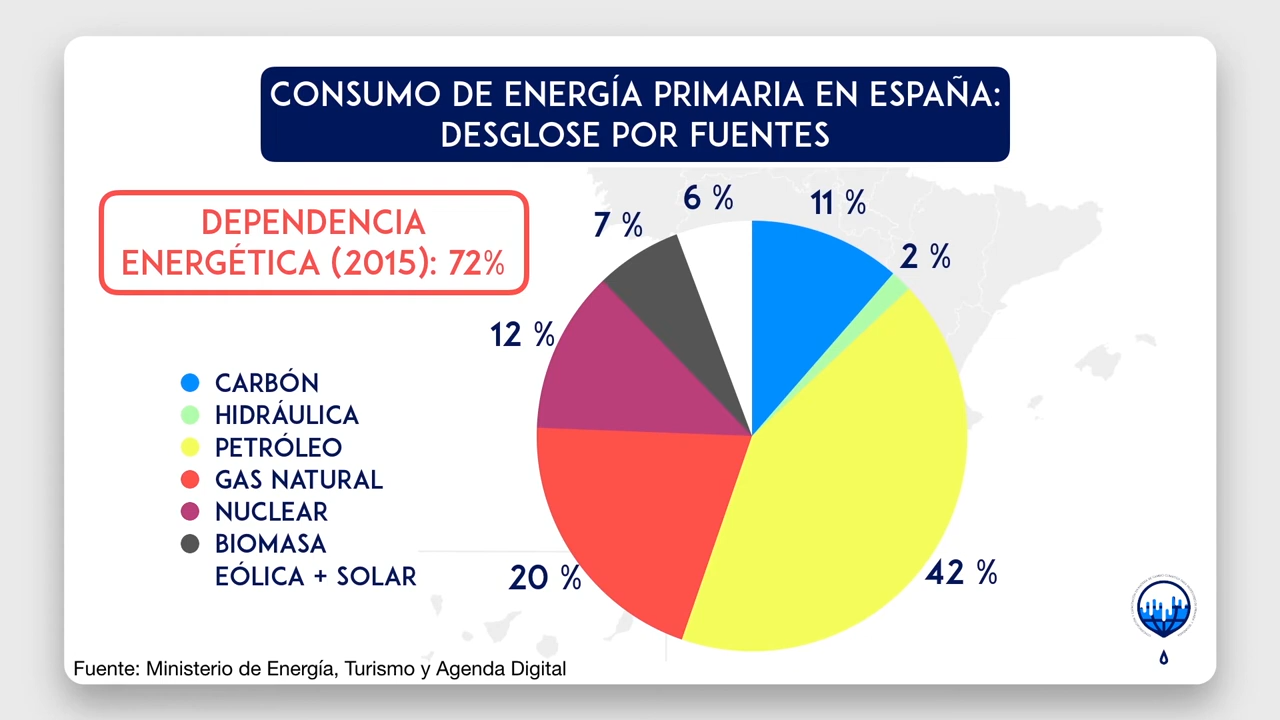 CONSUMO DE ENERGÍA PRIMARIA EN ESPAÑA:
DESGLOSE POR FUENTES
DEPENDENCIA
ENERGÉTICA (2015): 72%
6 %
11 %
7 %
2 %
12 %
CARBÓN
HIDRÁULICA
PETRÓLEO
GAS NATURAL
NUCLEAR
BIOMASA
EÓLICA + SOLAR
20 %
42 %
Fuente: Ministerio de Energía, Turismo y Agenda Digital